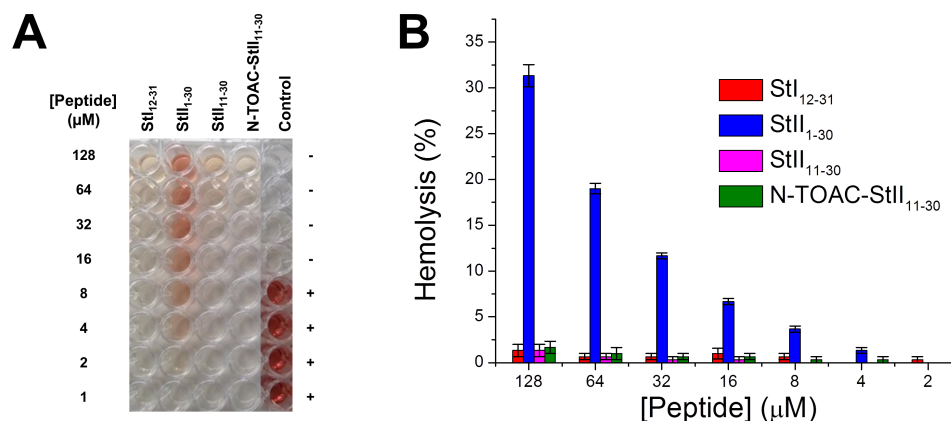 A
[Peptide]
(µM)
StI12-31
StII1-30
StII11-30
N-TOAC-StII11-30
Control
128 -
64 -
32 -
16 -
8 +
4 +
2 +
1 +
B
Hemolysis (%)
35
30
25
20
15
10
5
0
StI12-31
StII1-30
StII11-30
N-TOAC-StII11-30
128 64 32 16 8 4 2
[Peptide] (µM)